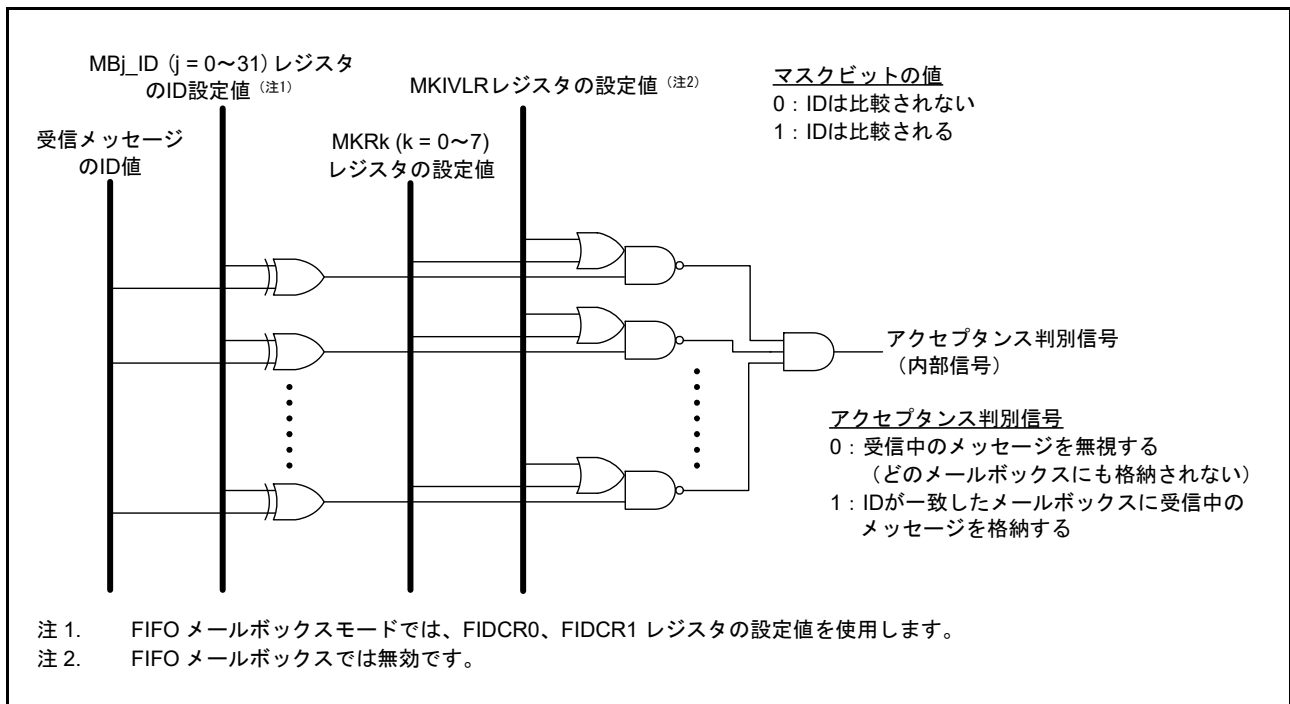 MBj_ID (j = 0～31) レジスタ
のID設定値（注1）
受信メッセージ
のID値
MKIVLRレジスタの設定値（注2）
MKRk (k = 0～7)
レジスタの設定値
マスクビットの値
0：IDは比較されない
1：IDは比較される
アクセプタンス判別信号
（内部信号）
アクセプタンス判別信号
0：受信中のメッセージを無視する
（どのメールボックスにも格納されない）
1：IDが一致したメールボックスに受信中の
メッセージを格納する
注 1. FIFO メールボックスモードでは、FIDCR0、FIDCR1 レジスタの設定値を使用します。
注 2. FIFO メールボックスでは無効です。